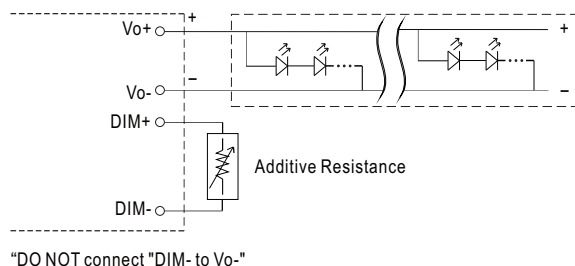 Vo+
+
+
Vo-
−
−
DIM+
Additive Resistance
DIM-
“DO NOT connect "DIM- to Vo-"